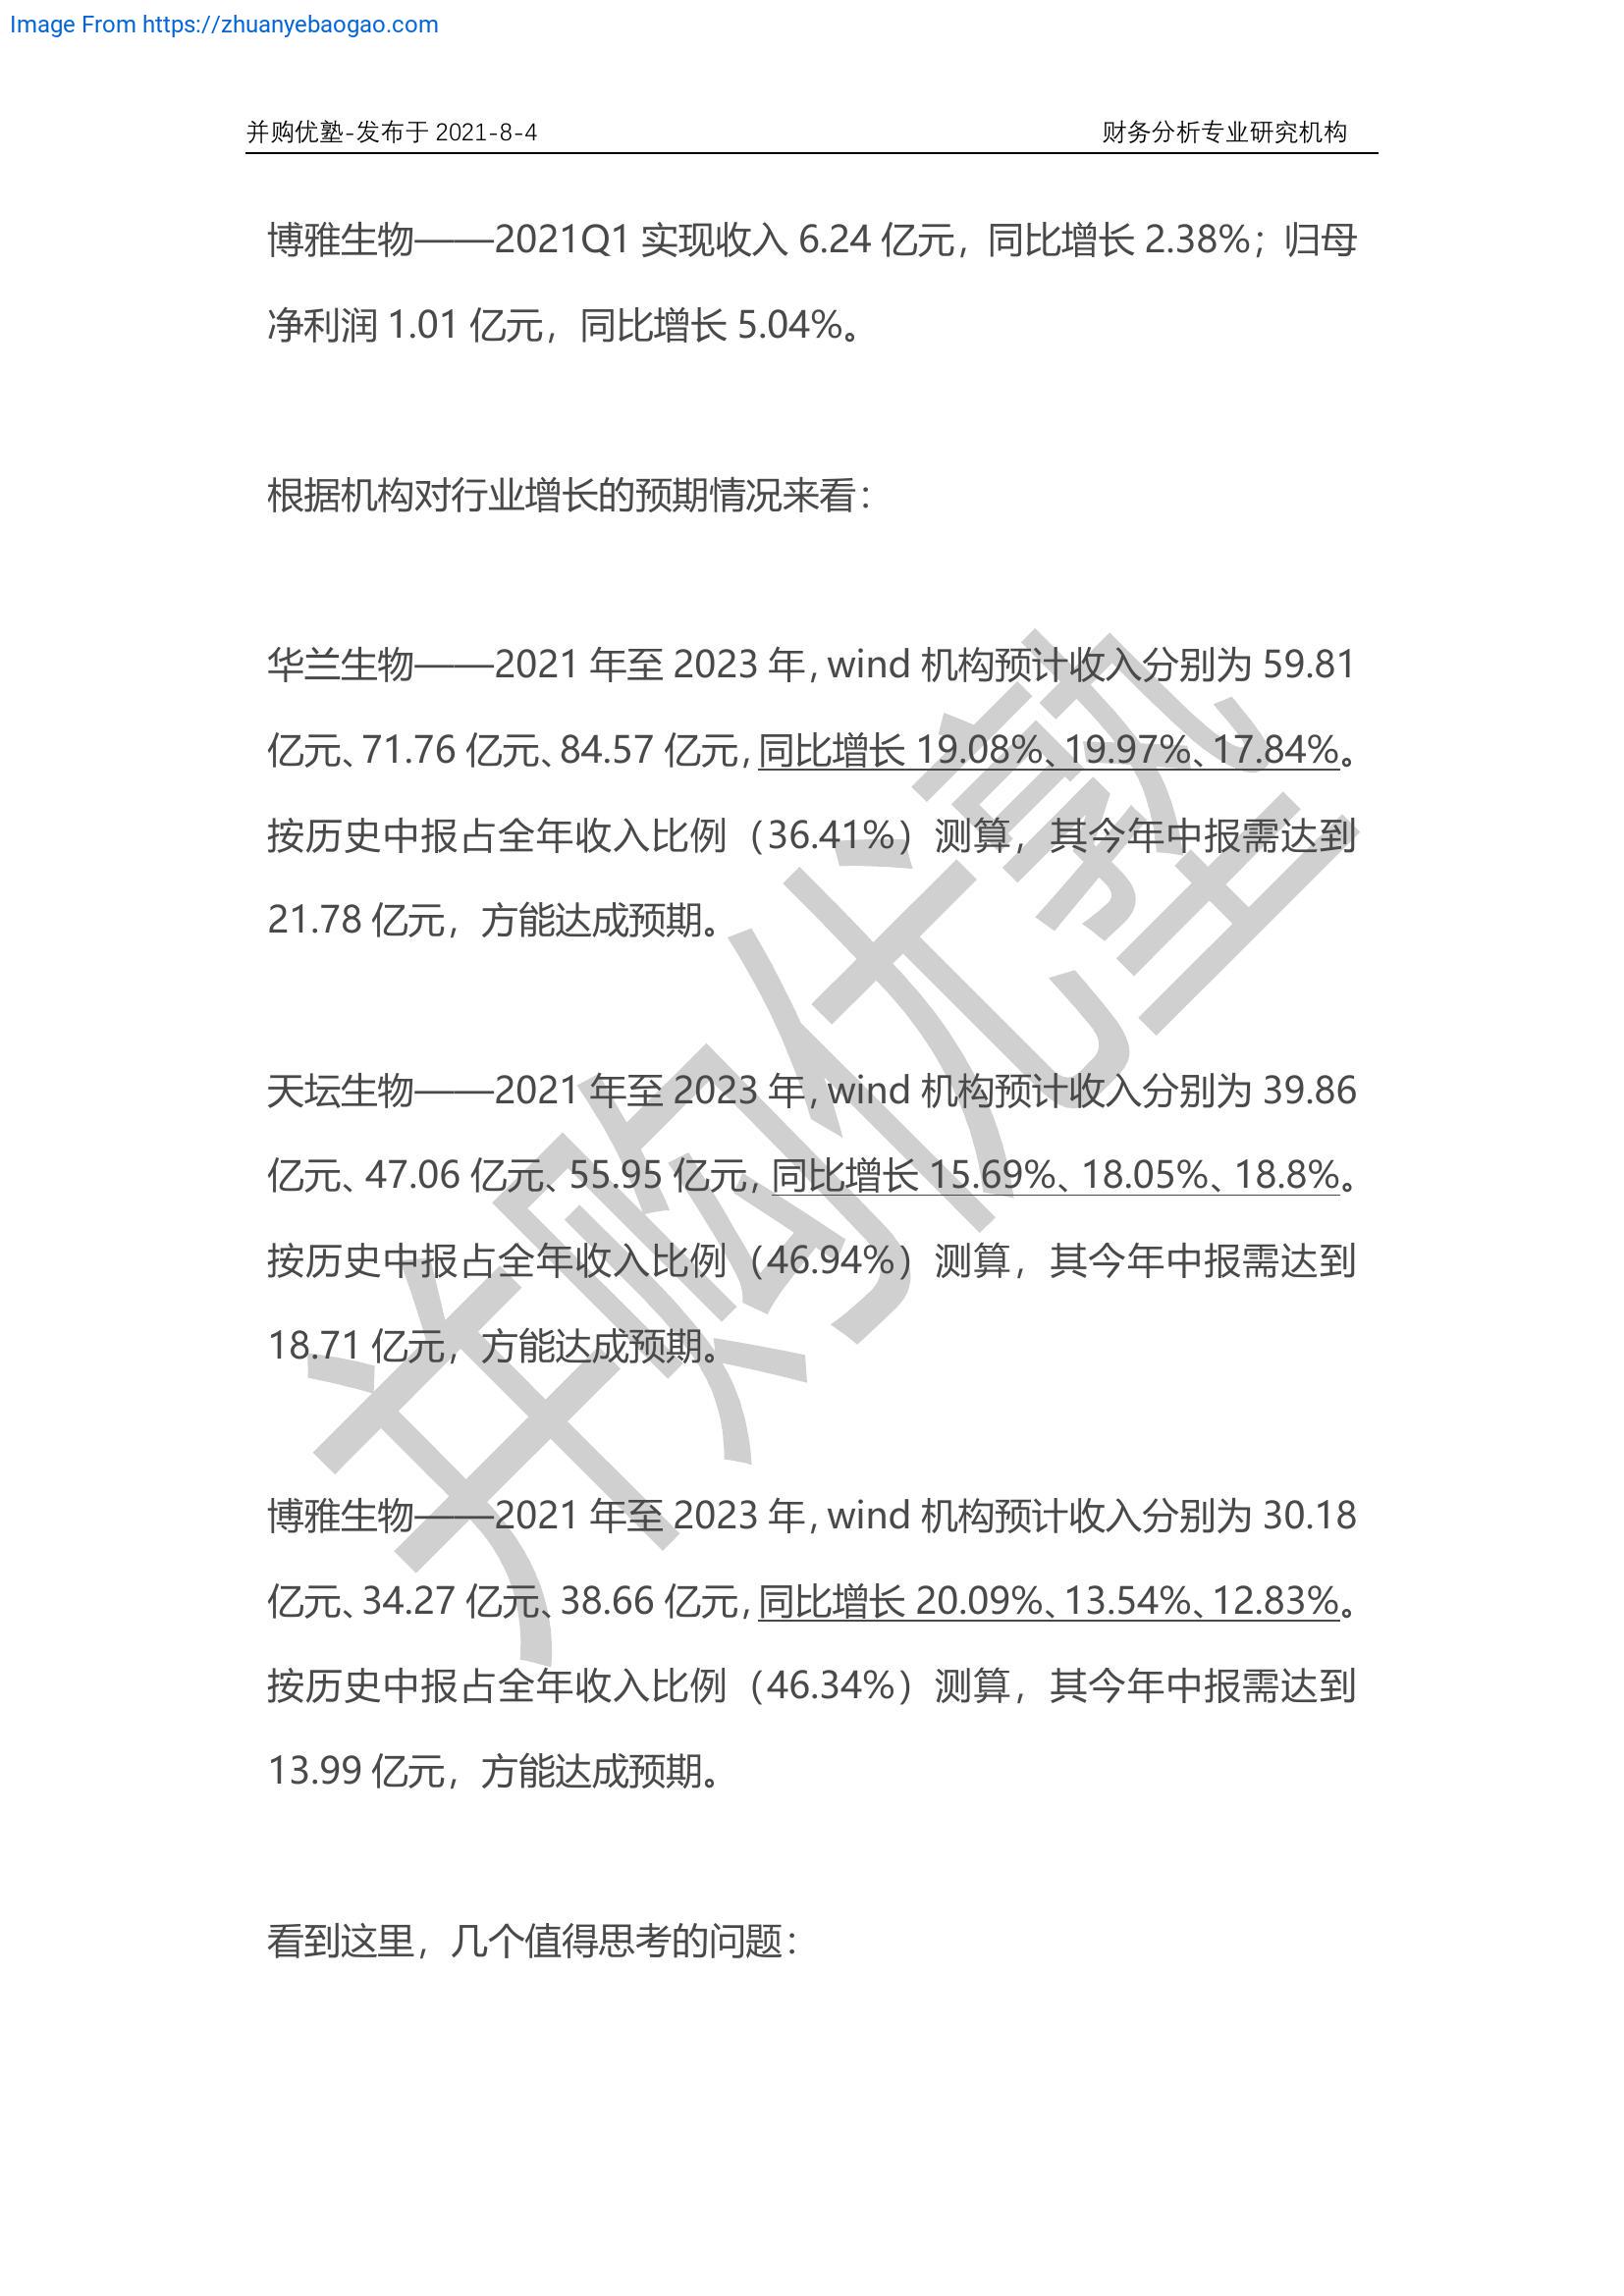 Image From https://zhuanyebaogao.com
并购优塾-发布于 2021-8-4 财务分析专业研究机构
博雅生物——2021Q1 实现收入 6.24 亿元，同比增长 2.38%；归母
净利润 1.01 亿元，同比增长 5.04%。
根据机构对行业增长的预期情况来看：
华兰生物——2021 年至 2023 年，wind 机构预计收入分别为 59.81
亿元、71.76 亿元、84.57 亿元，同比增长 19.08%、19.97%、17.84%。
按历史中报占全年收入比例（36.41%）测算，其今年中报需达到
21.78 亿元，方能达成预期。
天坛生物——2021 年至 2023 年，wind 机构预计收入分别为 39.86
亿元、47.06 亿元、55.95 亿元，同比增长 15.69%、18.05%、18.8%。
按历史中报占全年收入比例（46.94%）测算，其今年中报需达到
18.71 亿元，方能达成预期。
博雅生物——2021 年至 2023 年，wind 机构预计收入分别为 30.18
亿元、34.27 亿元、38.66 亿元，同比增长 20.09%、13.54%、12.83%。
按历史中报占全年收入比例（46.34%）测算，其今年中报需达到
13.99 亿元，方能达成预期。
看到这里，几个值得思考的问题：
并购优塾